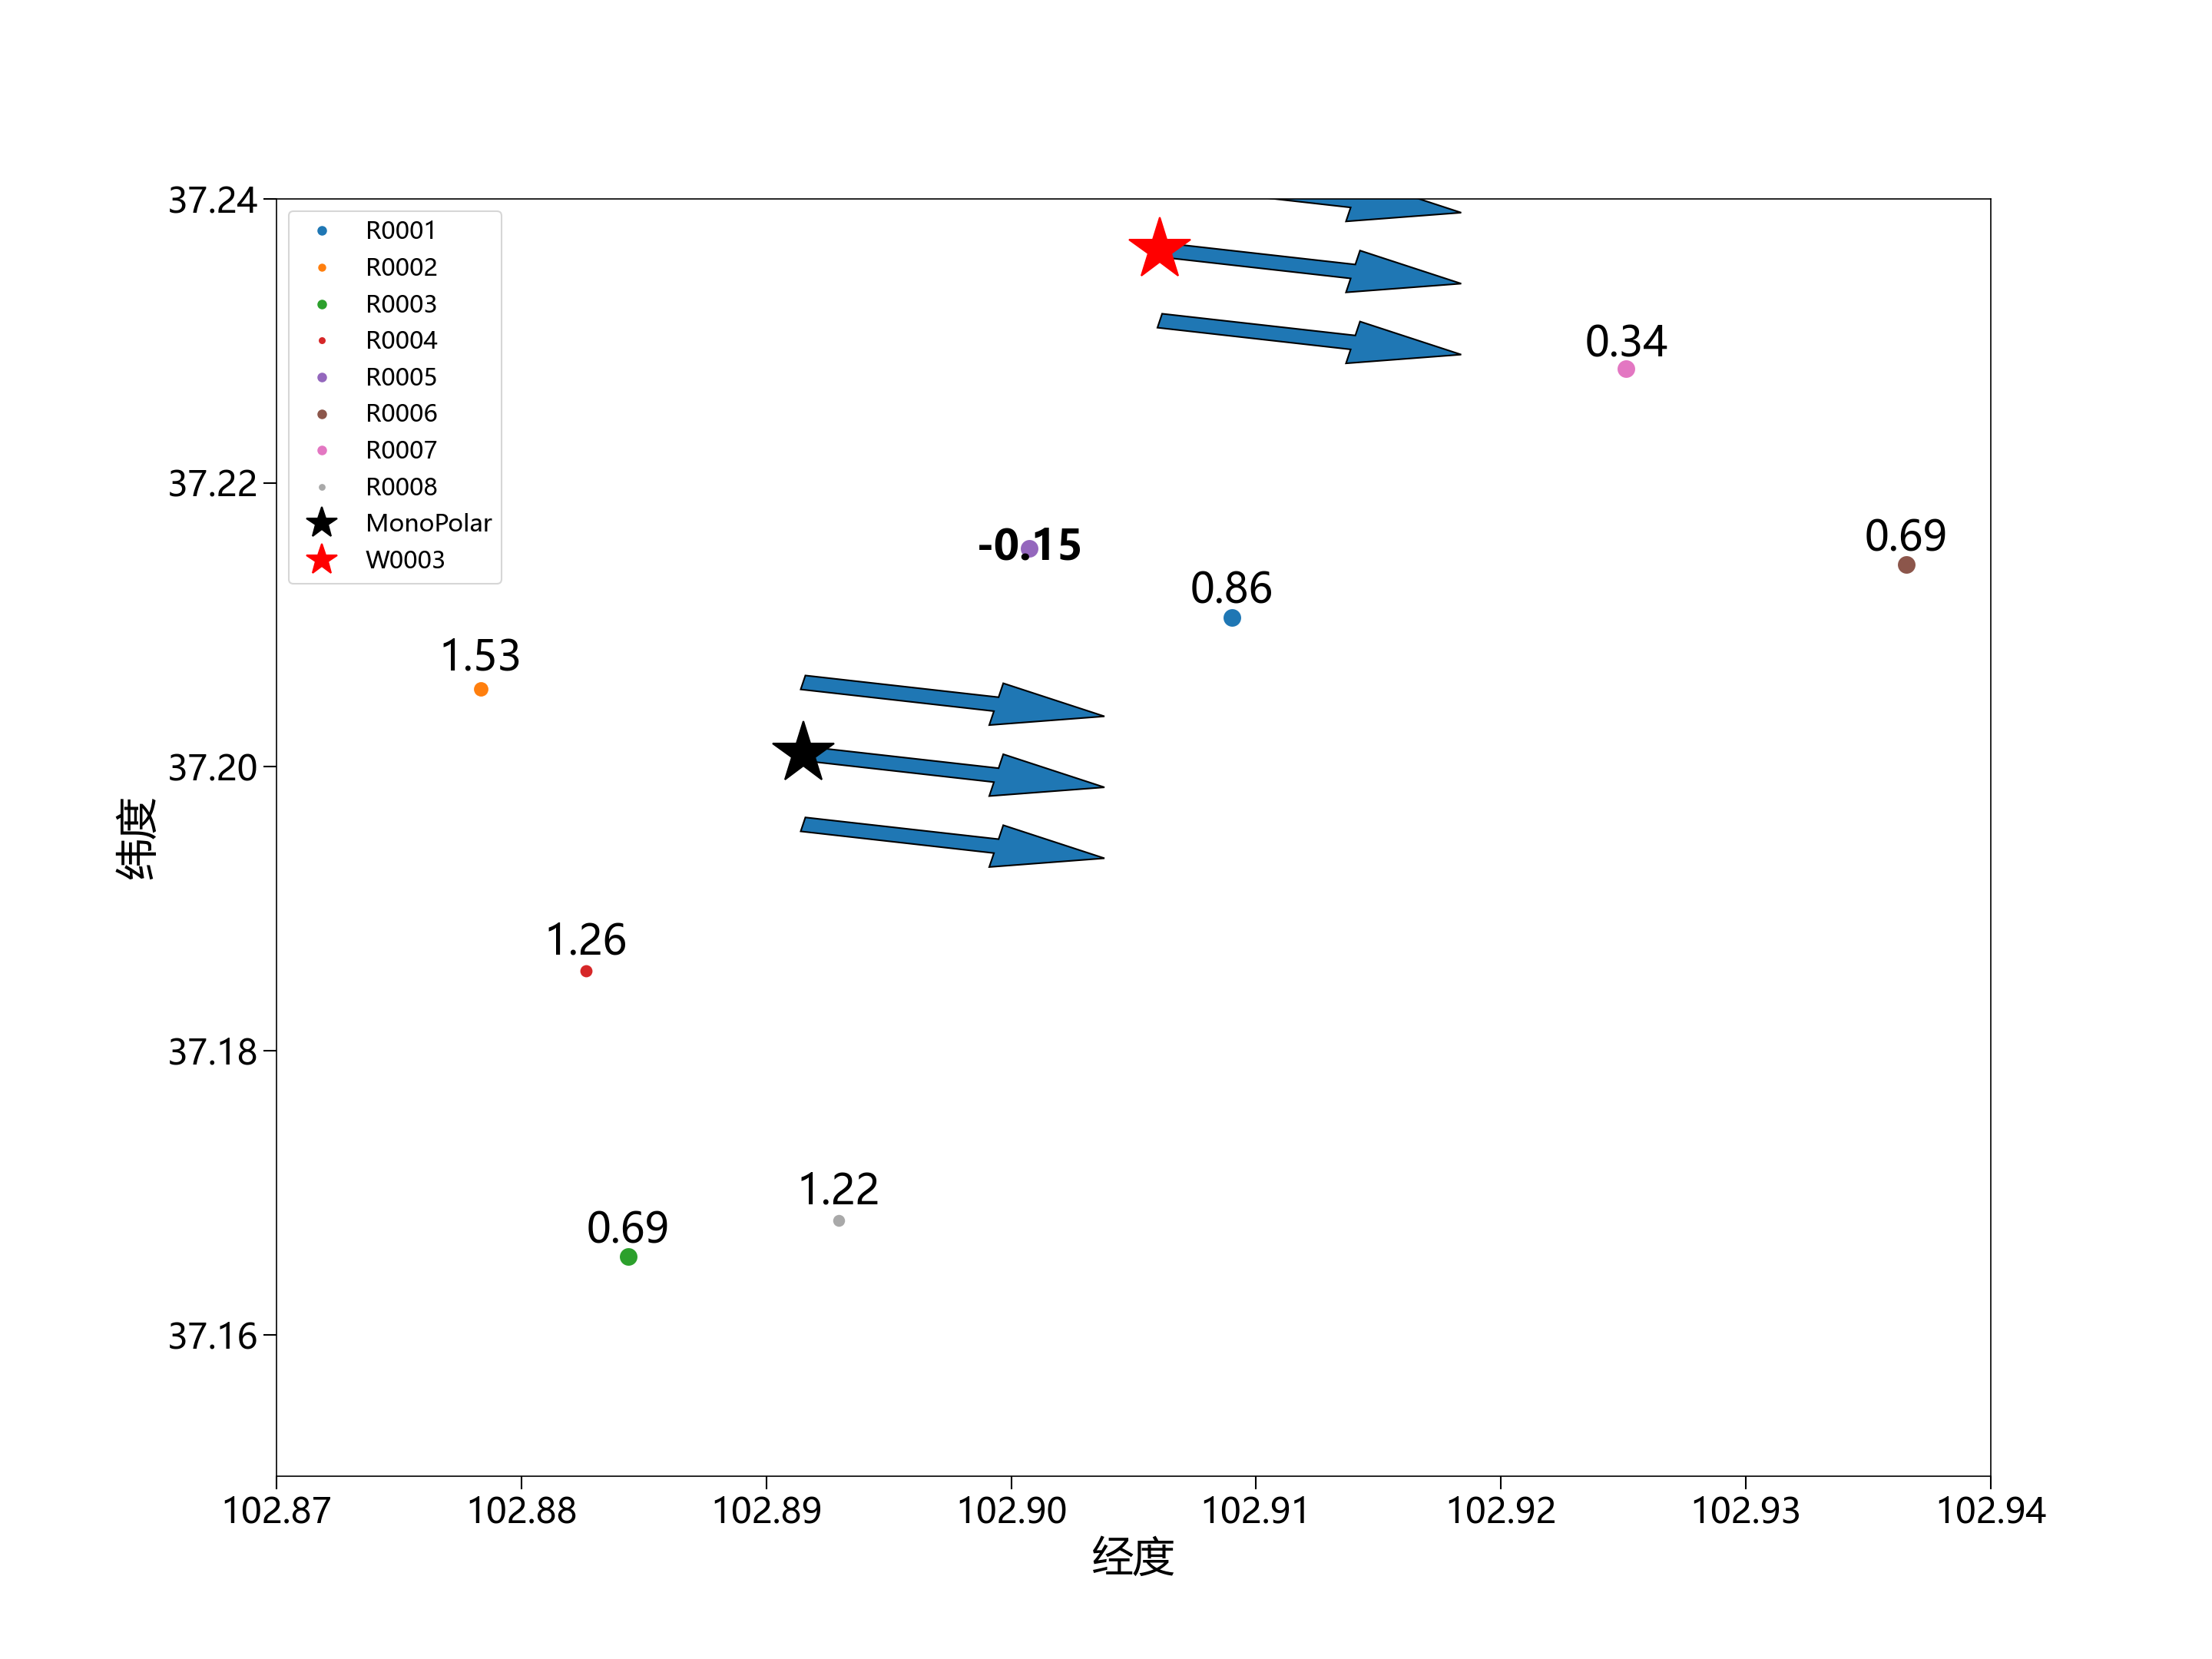 37.24
37.22
37.20
37.18
37.16
纬度
R0001
R0002
R0003
R0004
R0005
R0006
R0007
R0008
MonoPolar
W0003
0.34
-0.15
0.69
0.86
1.53
1.26
1.22
0.69
102.87 102.88 102.89 102.90 102.91 102.92 102.93 102.94
经度